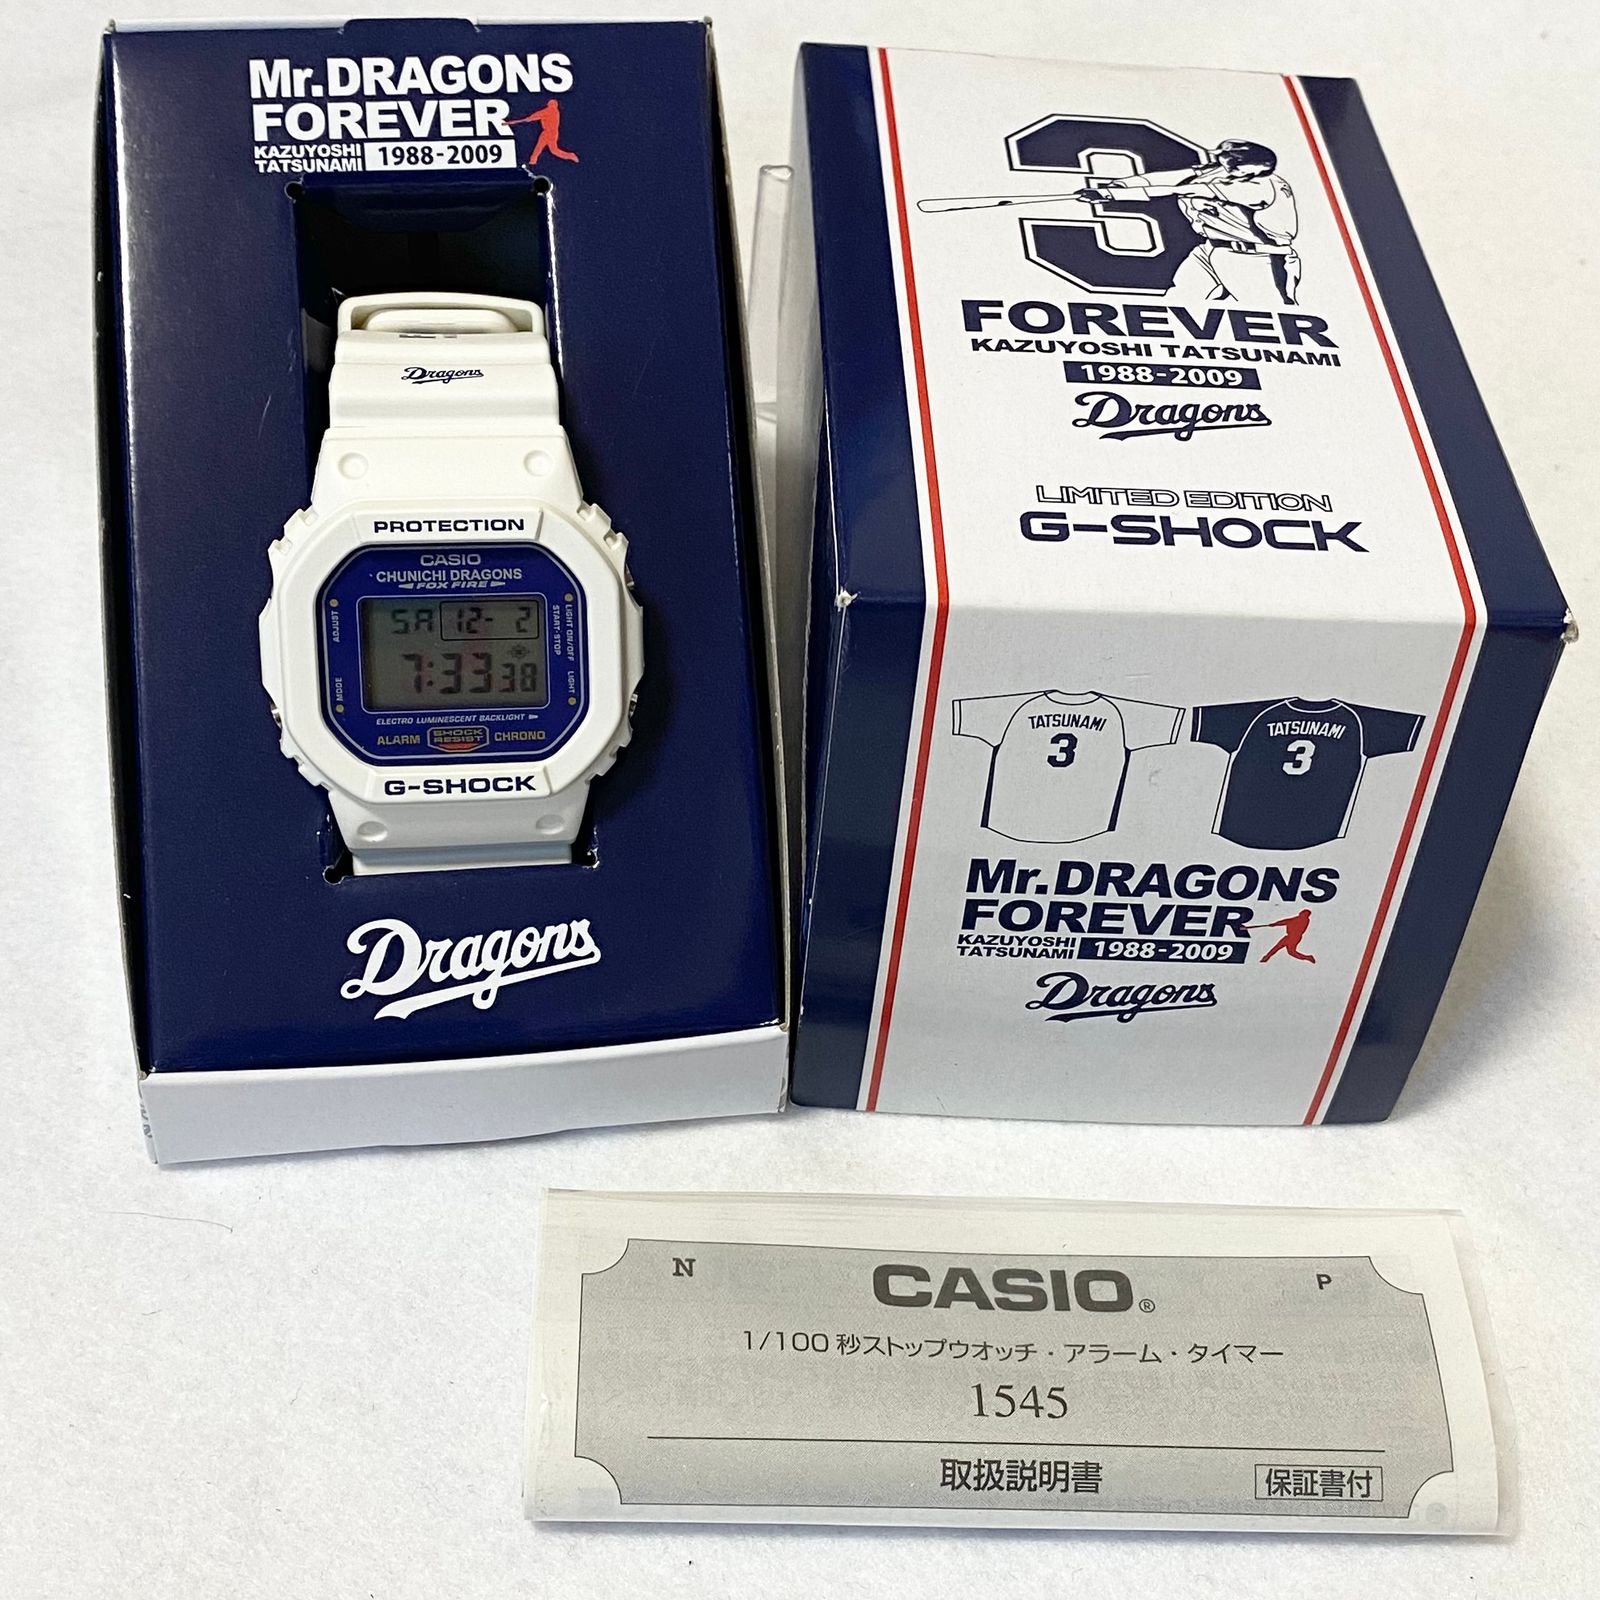 Mr.DRAGONS
FOREVER
KAZUYOSHI
TATSUNAMI
1988-2009
Dragons
PROTECTION
CASIO
CHUNICHI DRAGONS
FOX FIRE
ADJUST
MODE
LIGHT ON/OFF
START·STOP
LIGHT
SA 12- 2
7:33 38
ELECTRO LUMINESCENT BACKLIGHT
ALARM
SHOCK
RESIST
CHRONO
G-SHOCK
Dragons
3
FOREVER
KAZUYOSHI TATSUNAMI
1988-2009
Dragons
LIMITED EDITION
G-SHOCK
TATSUNAMI
3
TATSUNAMI
3
Mr.DRAGONS
FOREVER
KAZUYOSHI
TATSUNAMI
1988-2009
Dragons
N
CASIO®
P
1/100 秒ストップウオッチ・アラーム・タイマー
1545
取扱説明書
保証書付